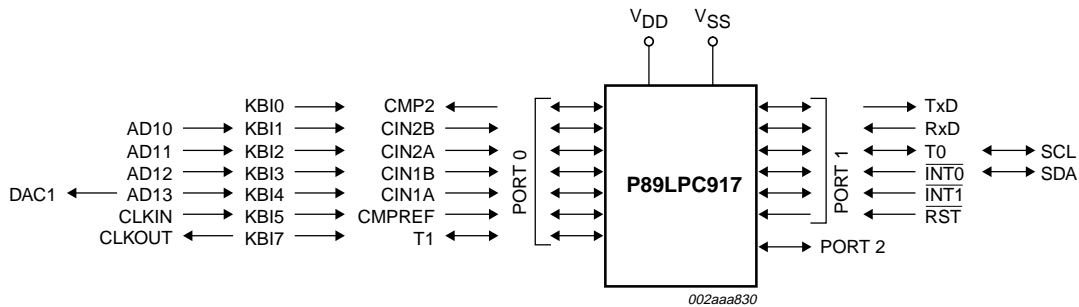 VDD VSS
KBI0 CMP2 TxD
AD10 KBI1 CIN2B RxD
AD11 KBI2 CIN2A T0 SCL
AD12 KBI3 CIN1B INT0 SDA
DAC1 AD13 KBI4 CIN1A INT1
CLKIN KBI5 CMPREF RST
CLKOUT KBI7 T1
PORT 0
P89LPC917
PORT 1
PORT 2
002aaa830